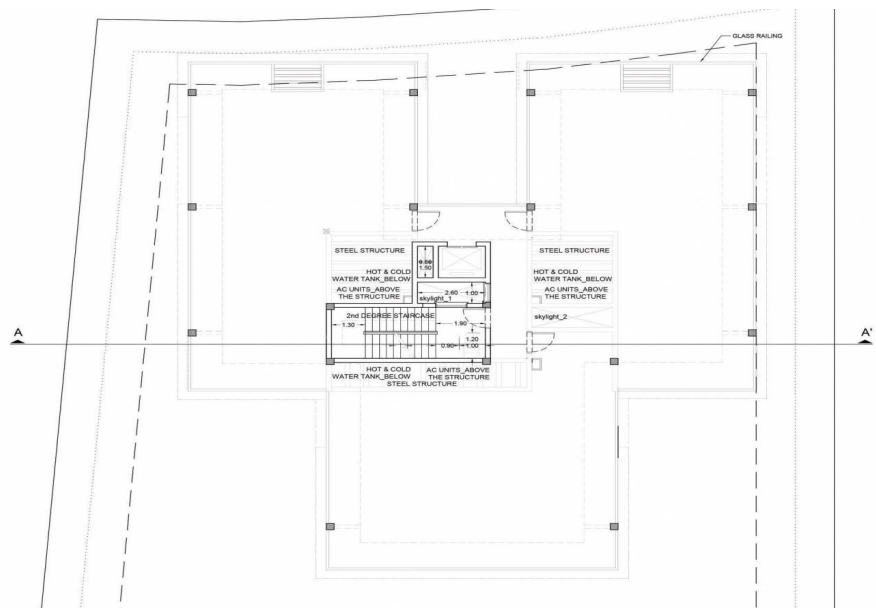 GLASS RAILING
STEEL STRUCTURE
HOT & COLD
WATER TANK_BELOW
AC UNITS_ABOVE
THE STRUCTURE
1.50
2.60
1.00
skylight_1
STEEL STRUCTURE
HOT & COLD
WATER TANK_BELOW
AC UNITS_ABOVE
THE STRUCTURE
skylight_2
2nd DEGREE STAIRCASE
1.30
1.90
A
A'
1.20
0.90
1.00
HOT & COLD
WATER TANK_BELOW
AC UNITS_ABOVE
THE STRUCTURE
STEEL STRUCTURE